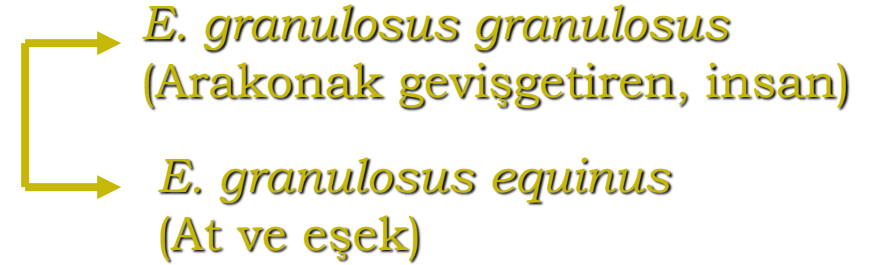 E. granulosus granulosus
(Arakonak gevişgetiren, insan)
E. granulosus equinus
(At ve eşek)